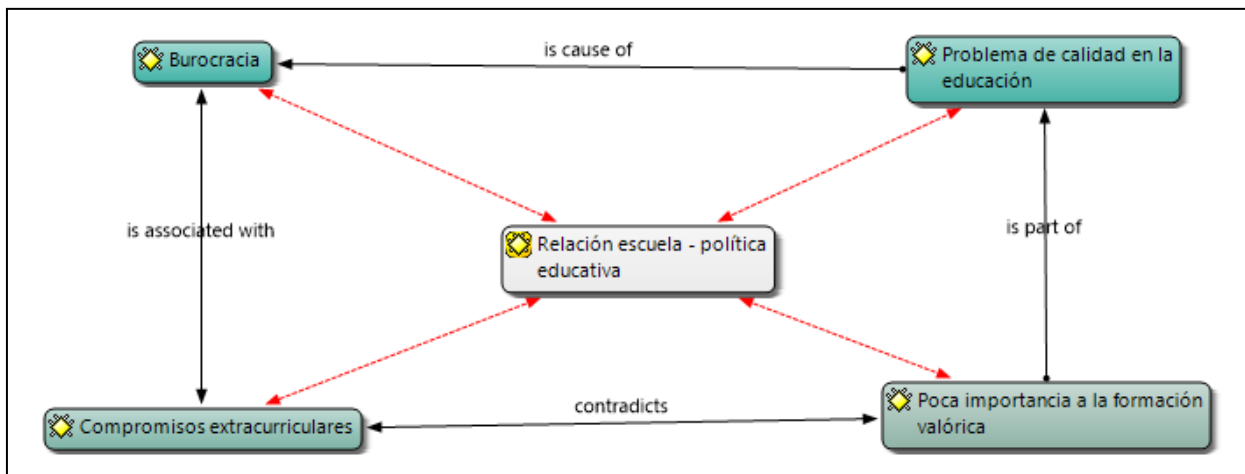 is cause of
Burocracia
Problema de calidad en la
educación
is associated with
Relación escuela - política
educativa
is part of
contradicts
Compromisos extracurriculares
Poca importancia a la formación
valórica